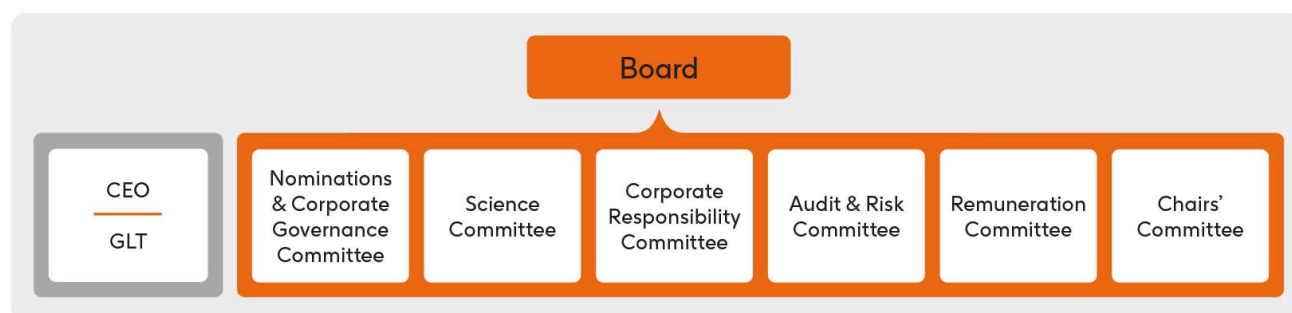 Board
CEO
GLT
Nominations
& Corporate
Governance
Committee
Science
Committee
Corporate
Responsibility
Committee
Audit & Risk
Committee
Remuneration
Committee
Chairs’
Committee